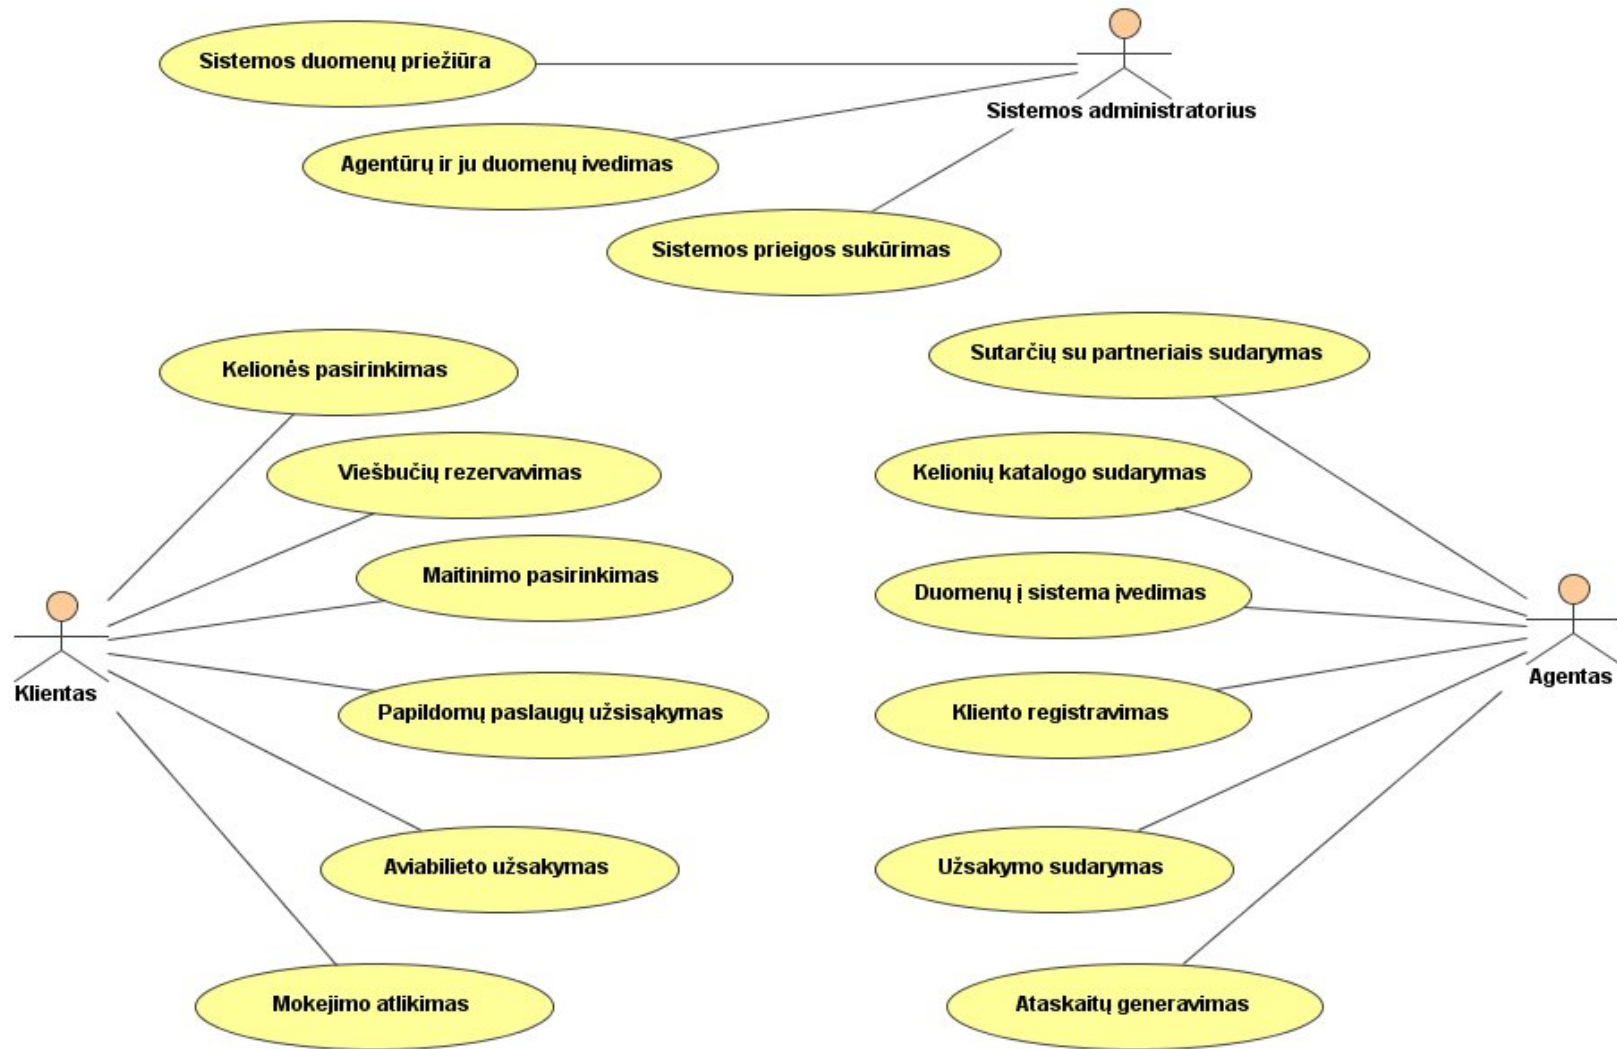 Sistemos duomenų priežiūra
Sistemos administratorius
Agentūrų ir ju duomenų ivedimas
Sistemos prieigos sukūrimas
Sutarčių su partneriais sudarymas
Kelionės pasirinkimas
Viešbučių rezervavimas
Kelionių katalogo sudarymas
Maitinimo pasirinkimas
Duomenų į sistema įvedimas
Klientas
Agentas
Papildomų paslaugų užsisąkymas
Kliento registravimas
Aviabilieto užsakymas
Užsakymo sudarymas
Mokejimo atlikimas
Ataskaitų generavimas